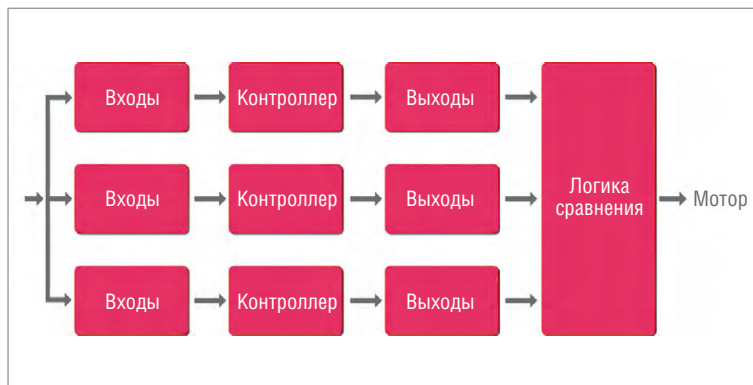 Входы
Контроллер
Выходы
Входы
Контроллер
Выходы
Логика
сравнения
Мотор
Входы
Контроллер
Выходы